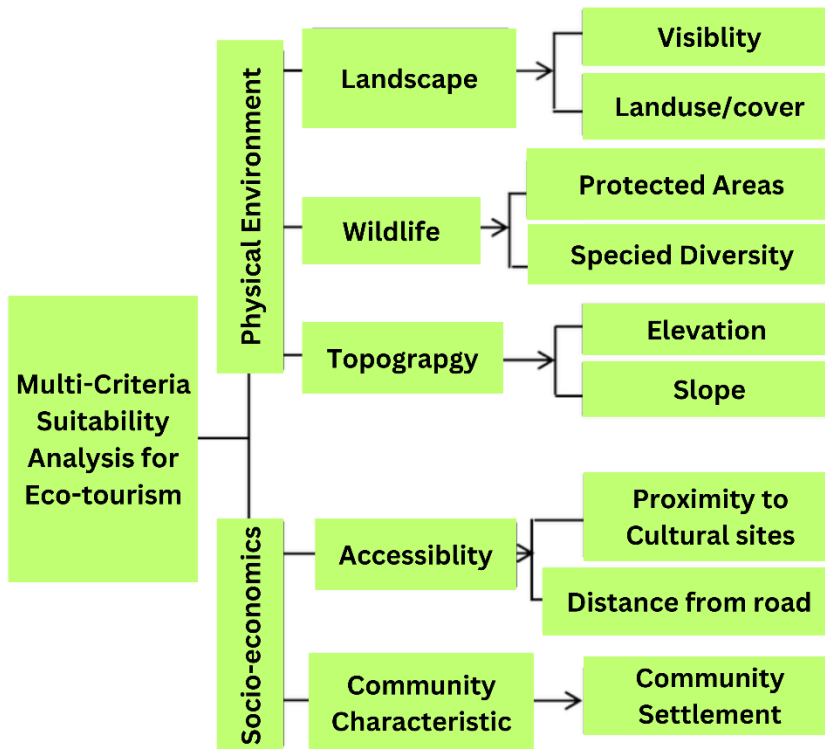 Multi-Criteria
Suitability
Analysis for
Eco-tourism
Physical Environment
Landscape
Visiblity
Landuse/cover
Wildlife
Protected Areas
Specied Diversity
Topograpgy
Elevation
Slope
Socio-economics
Accessiblity
Proximity to
Cultural sites
Distance from road
Community
Characteristic
Community
Settlement